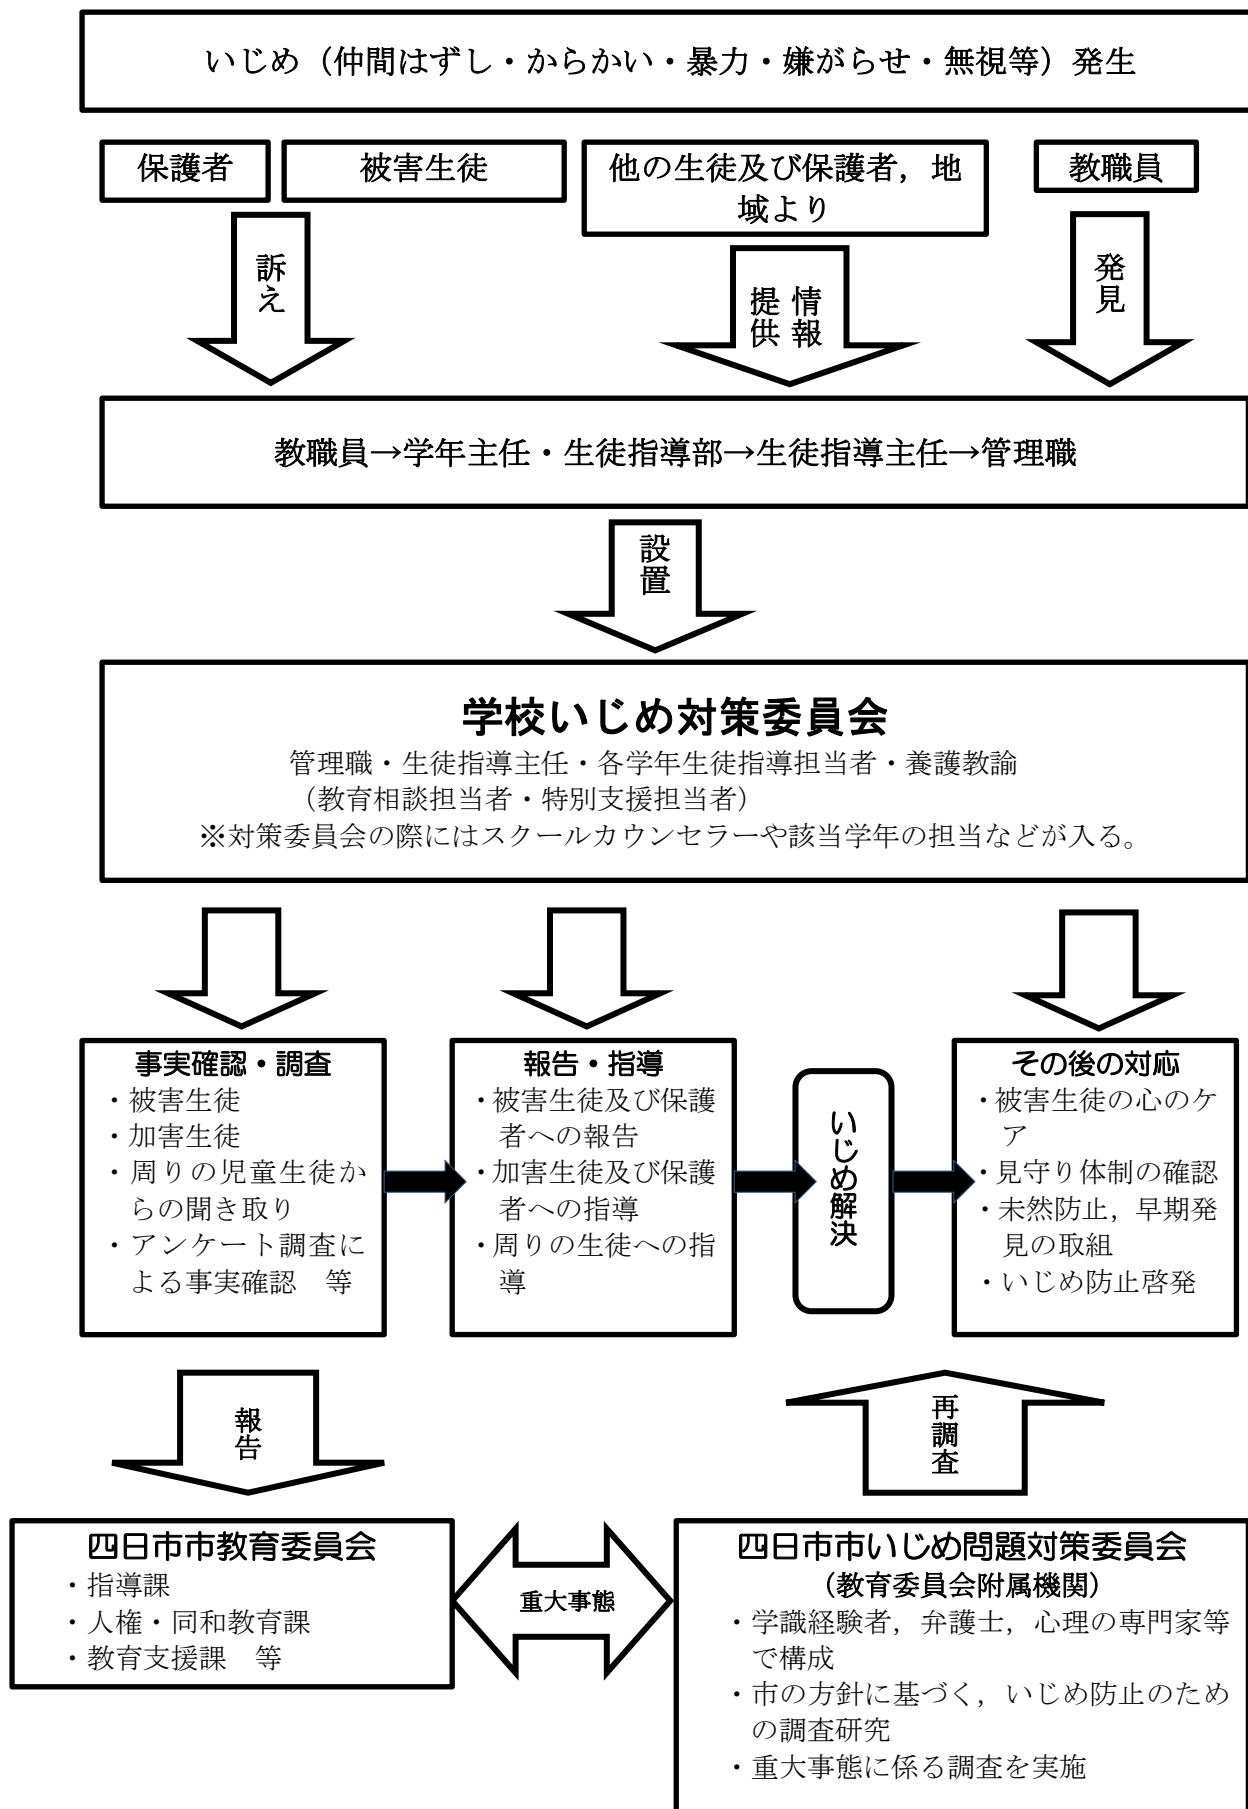 いじめ（仲間はずし・からかい・暴力・嫌がらせ・無視等）発生
保護者
被害生徒
他の生徒及び保護者，地
域より
教職員
訴え
情報
提供
発見
教職員→学年主任・生徒指導部→生徒指導主任→管理職
設置
学校いじめ対策委員会
管理職・生徒指導主任・各学年生徒指導担当者・養護教諭
（教育相談担当者・特別支援担当者）
※対策委員会の際にはスクールカウンセラーや該当学年の担当などが入る。
事実確認・調査
・被害生徒
・加害生徒
・周りの児童生徒か
らの聞き取り
・アンケート調査に
よる事実確認　等
報告・指導
・被害生徒及び保護
者への報告
・加害生徒及び保護
者への指導
・周りの生徒への指
導
いじめ解決
その後の対応
・被害生徒の心のケ
ア
・見守り体制の確認
・未然防止，早期発
見の取組
・いじめ防止啓発
報告
再調査
四日市市教育委員会
・指導課
・人権・同和教育課
・教育支援課　等
重大事態
四日市市いじめ問題対策委員会
（教育委員会附属機関）
・学識経験者，弁護士，心理の専門家等
で構成
・市の方針に基づく，いじめ防止のため
の調査研究
・重大事態に係る調査を実施